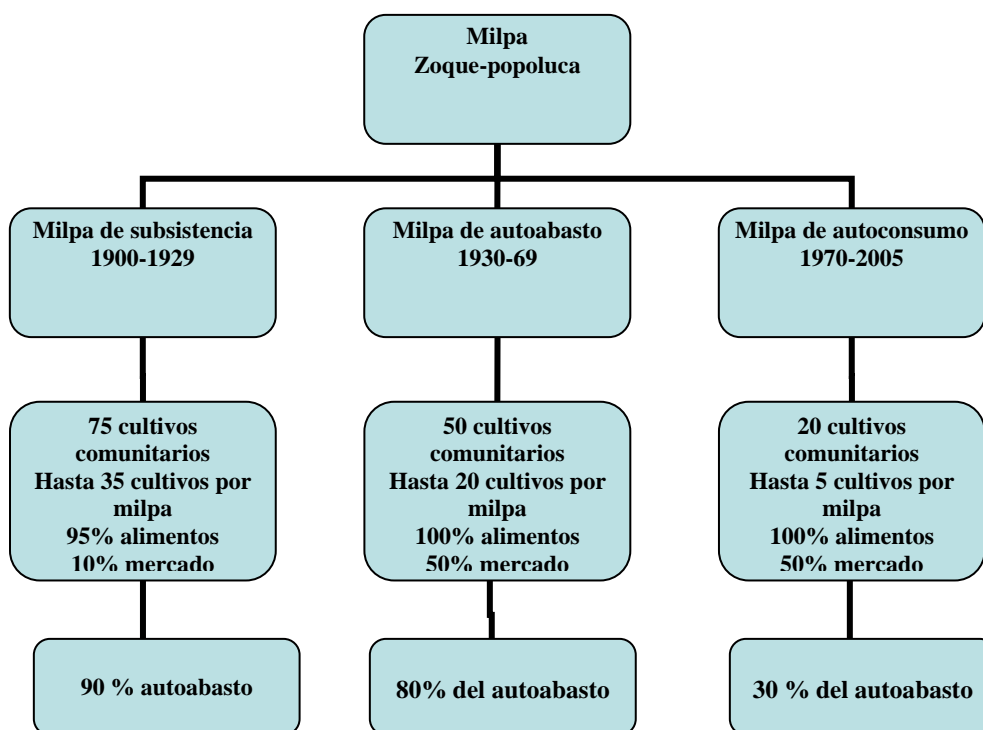 Milpa
Zoque-popoluca
Milpa de subsistencia
1900-1929
Milpa de autoabasto
1930-69
Milpa de autoconsumo
1970-2005
75 cultivos
comunitarios
Hasta 35 cultivos por
milpa
95% alimentos
10% mercado
50 cultivos
comunitarios
Hasta 20 cultivos por
milpa
100% alimentos
50% mercado
20 cultivos
comunitarios
Hasta 5 cultivos por
milpa
100% alimentos
50% mercado
90 % autoabasto
80% del autoabasto
30 % del autoabasto